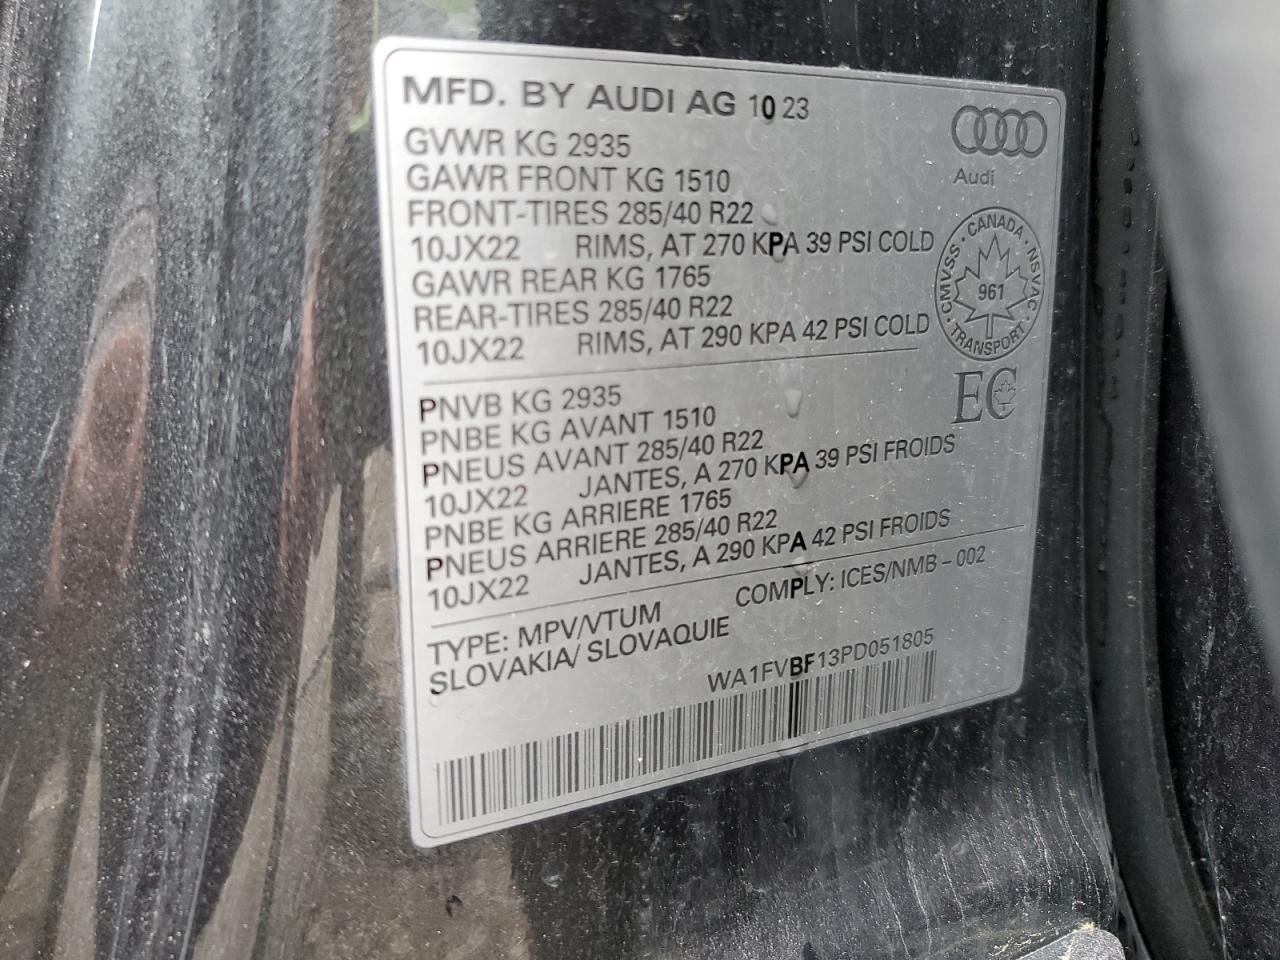 MFD. BY AUDI AG 10 23
GVWR KG 2935
GAWR FRONT KG 1510
FRONT-TIRES 285/40 R22
10JX22 RIMS, AT 270 KPA 39 PSI COLD
GAWR REAR KG 1765
REAR-TIRES 285/40 R22
10JX22 RIMS, AT 290 KPA 42 PSI COLD
Audi
CMVSS · CANADA · NSVAC · TRANSPORT ·
961
EC
PNVB KG 2935
PNBE KG AVANT 1510
PNEUS AVANT 285/40 R22
10JX22 JANTES, A 270 KPA 39 PSI FROIDS
PNBE KG ARRIERE 1765
PNEUS ARRIERE 285/40 R22
10JX22 JANTES, A 290 KPA 42 PSI FROIDS
TYPE: MPV/VTUM COMPLY: ICES/NMB-002
SLOVAKIA/ SLOVAQUIE
WA1FVBF13PD051805